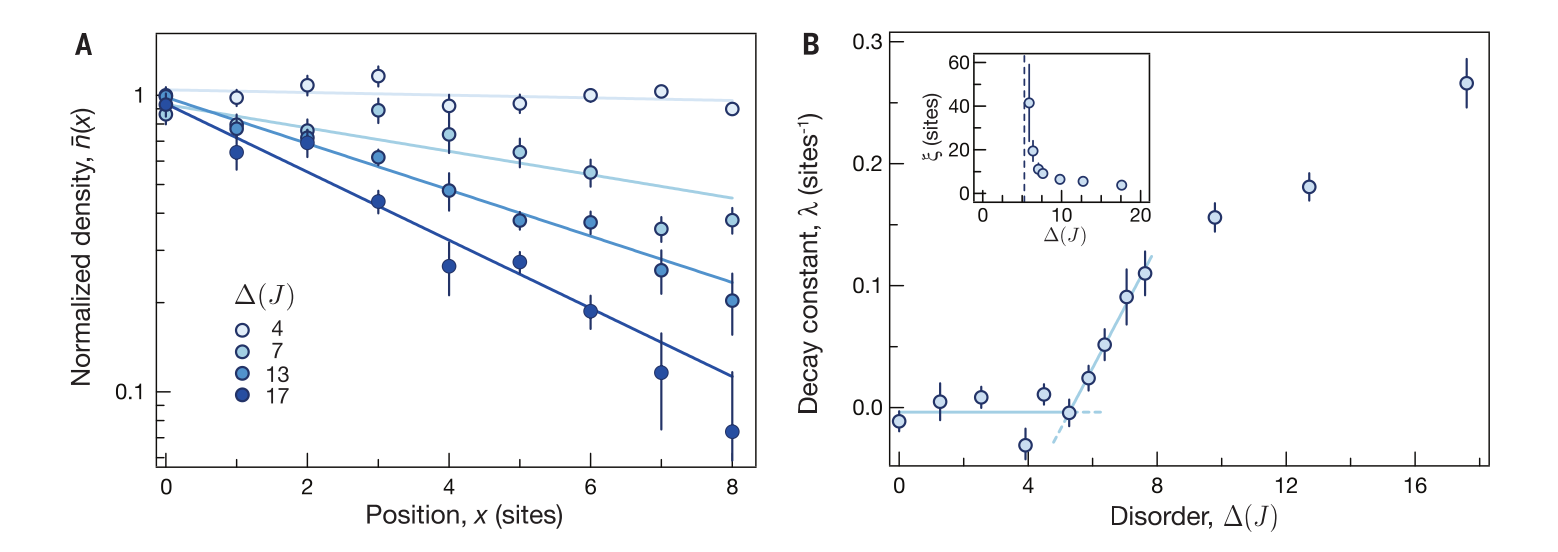 A
Normalized density, n̄(x)
1
0.1
Δ(J)
4
7
13
17
0 2 4 6 8
Position, x (sites)
B
Decay constant, λ (sites⁻¹)
0.3
0.2
0.1
0.0
0 4 8 12 16
Disorder, Δ(J)
ξ (sites)
60
40
20
0
0 10 20
Δ(J)